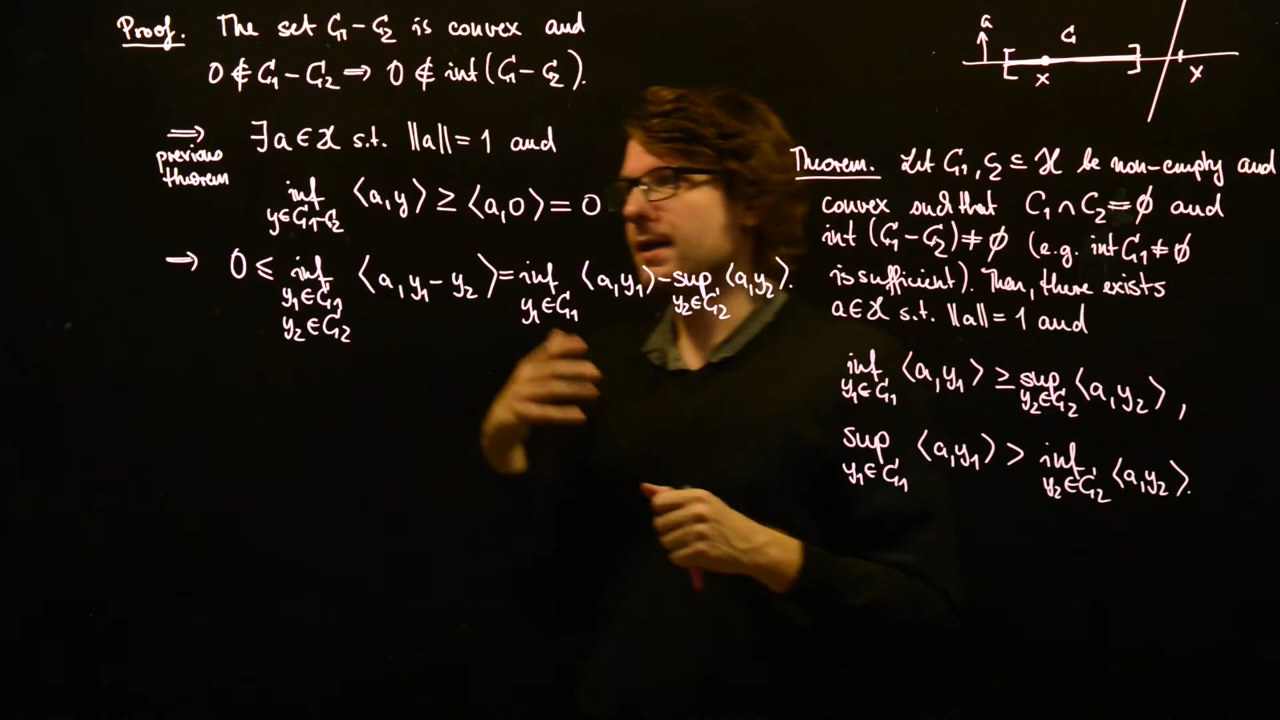 Proof. The set C₁ - C₂ is convex and
0 ∉ C₁ - C₂ ⟹ 0 ∉ int (C₁ - C₂).
⟹ ∃ a ∈ 𝓗 s.t. ||a|| = 1 and
previous
theorem
inf ⟨a, y⟩ ≥ ⟨a, 0⟩ = 0
y ∈ C₁-C₂
→ 0 ≤ inf ⟨a, y₁ - y₂⟩ = inf ⟨a, y₁⟩ - sup ⟨a, y₂⟩.
y₁ ∈ C₁ y₁ ∈ C₁ y₂ ∈ C₂
y₂ ∈ C₂
a C
x x
Theorem. Let C₁, C₂ ⊆ 𝓗 be non-empty and
convex such that C₁ ∩ C₂ = ∅ and
int (C₁ - C₂) ≠ ∅ (e.g. int C₁ ≠ ∅
is sufficient). Then, there exists
a ∈ 𝓗 s.t. ||a|| = 1 and
inf ⟨a, y₁⟩ ≥ sup ⟨a, y₂⟩,
y₁ ∈ C₁ y₂ ∈ C₂
sup ⟨a, y₁⟩ > inf ⟨a, y₂⟩.
y₁ ∈ C₁ y₂ ∈ C₂